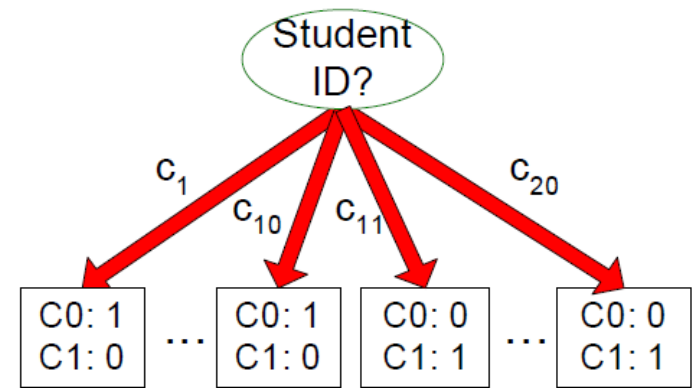 Student
ID?
c₁
c₁₀
c₁₁
c₂₀
C0: 1
C1: 0
...
C0: 1
C1: 0
C0: 0
C1: 1
...
C0: 0
C1: 1